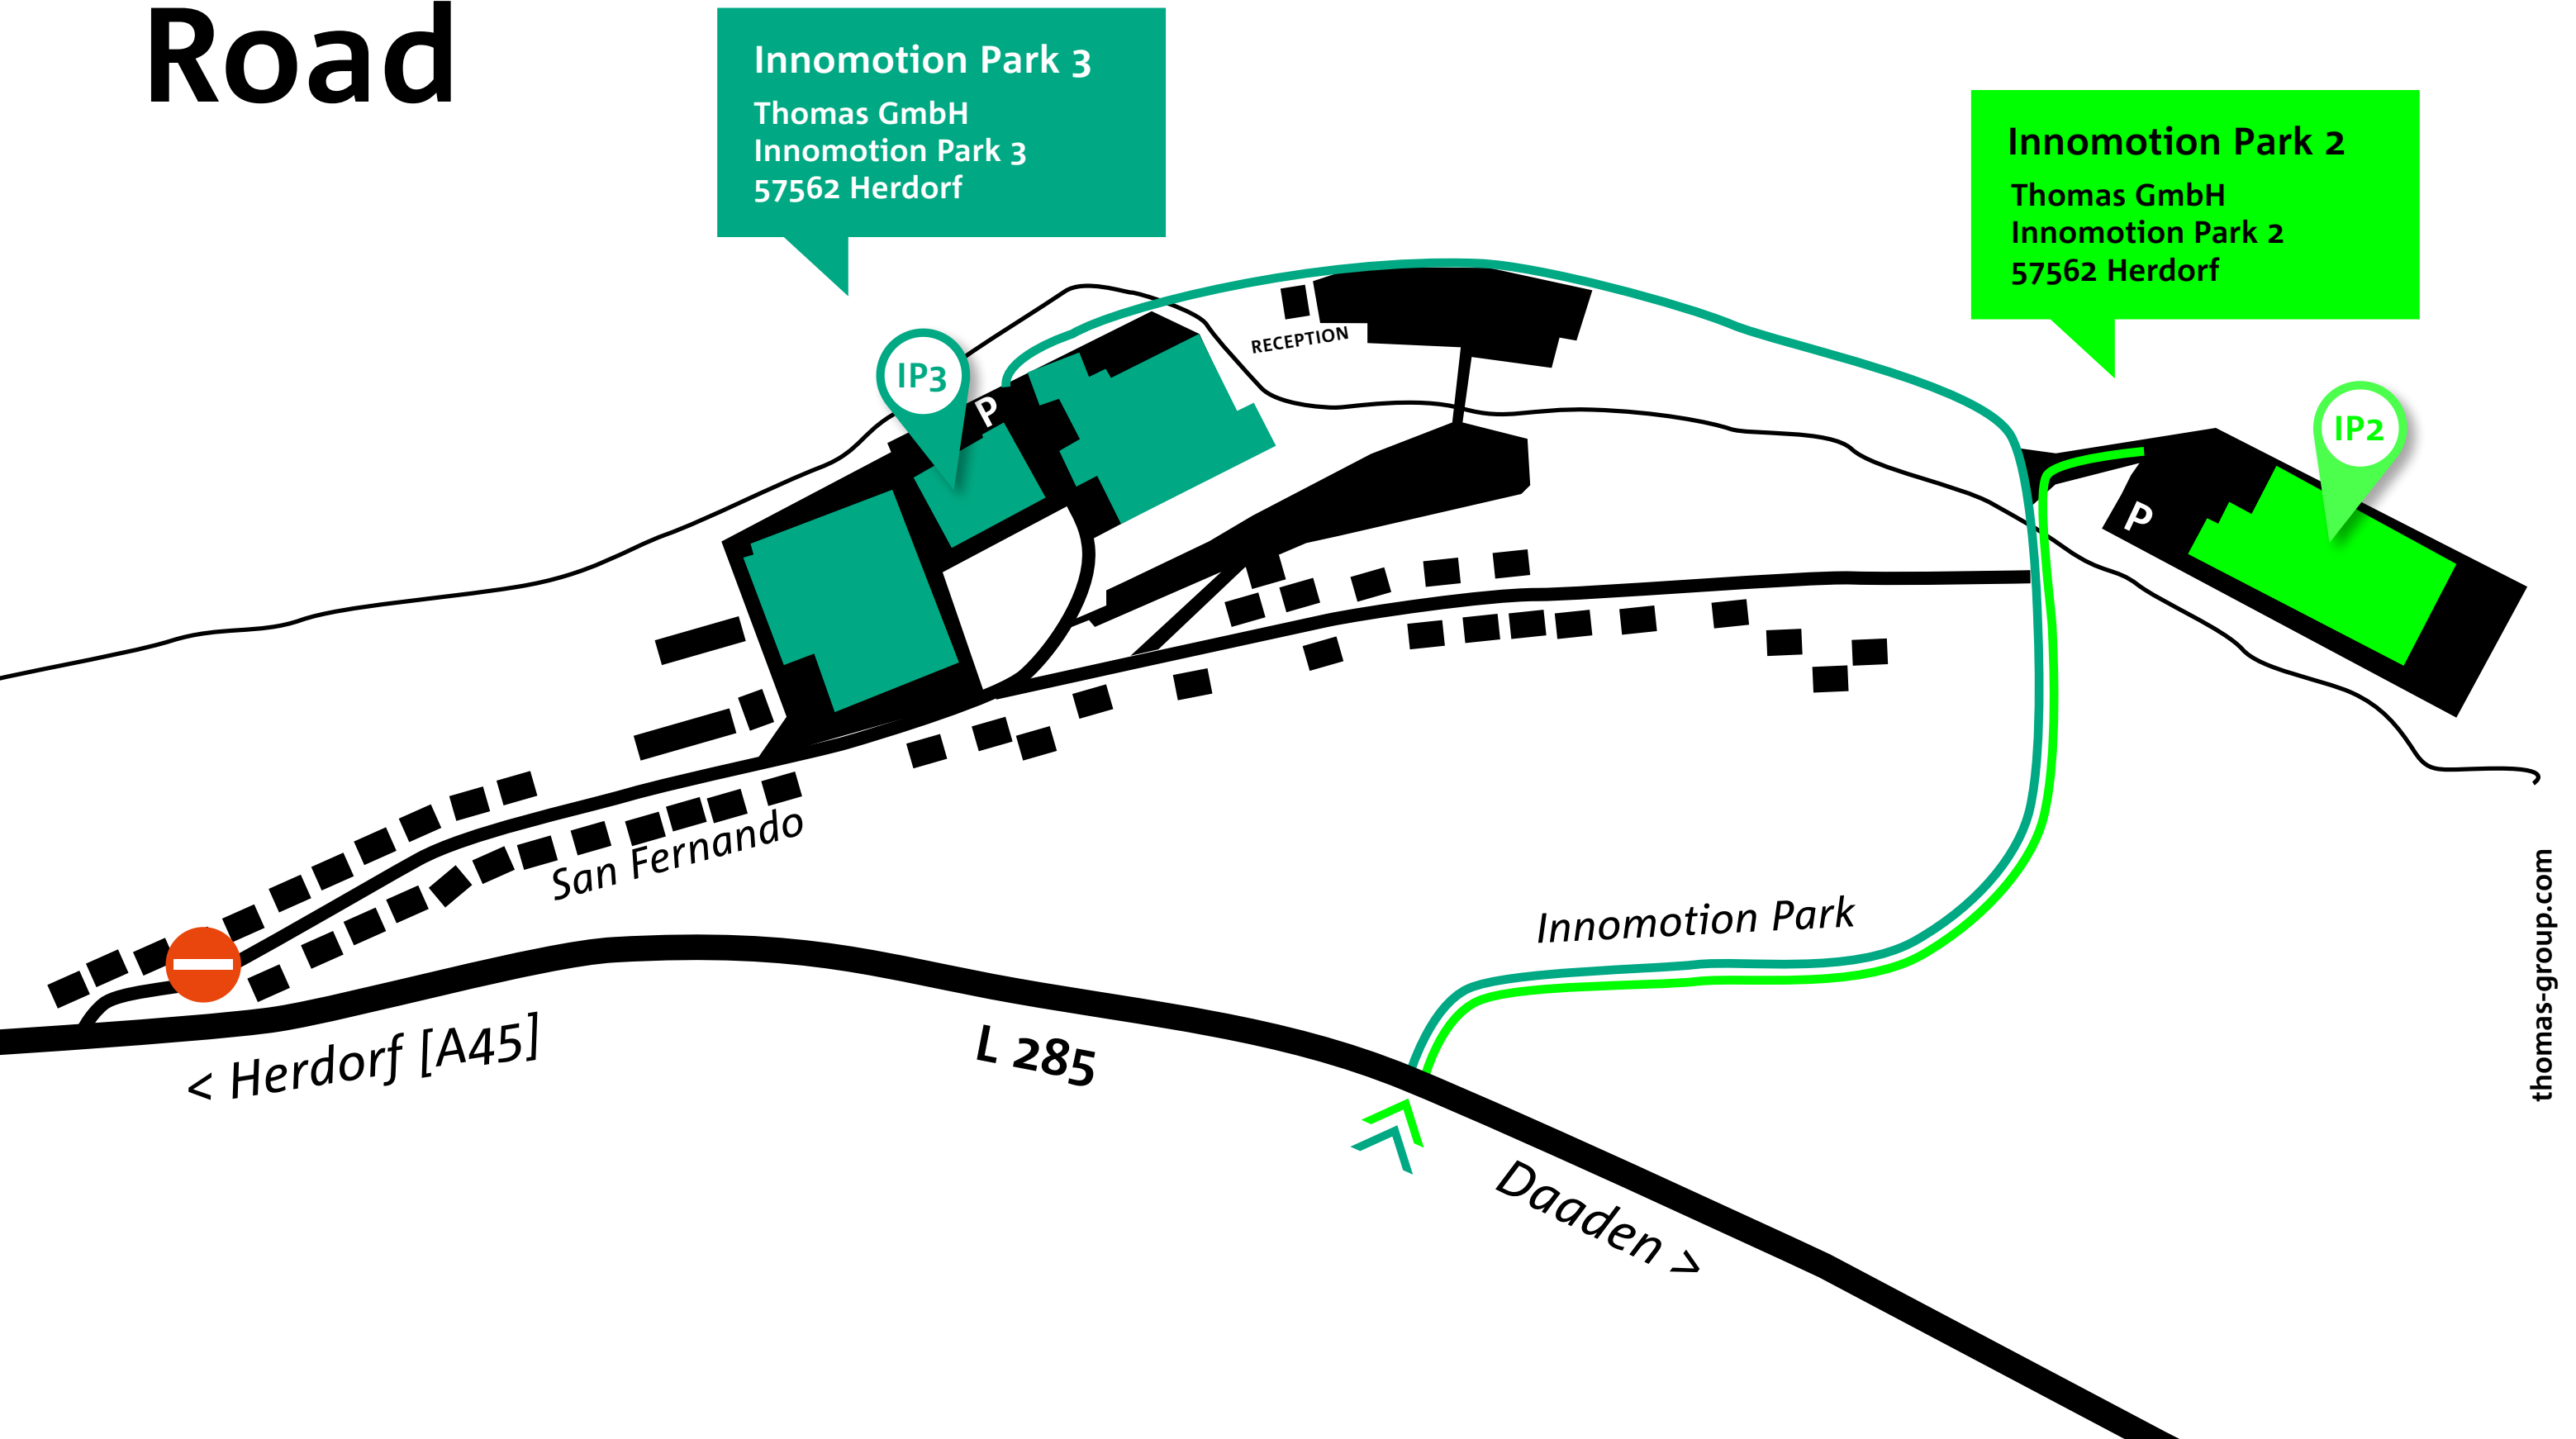 Road
Innomotion Park 3
Thomas GmbH
Innomotion Park 3
57562 Herdorf
Innomotion Park 2
Thomas GmbH
Innomotion Park 2
57562 Herdorf
RECEPTION
IP3
P
IP2
P
San Fernando
Innomotion Park
< Herdorf [A45]
L 285
Daaden >
thomas-group.com